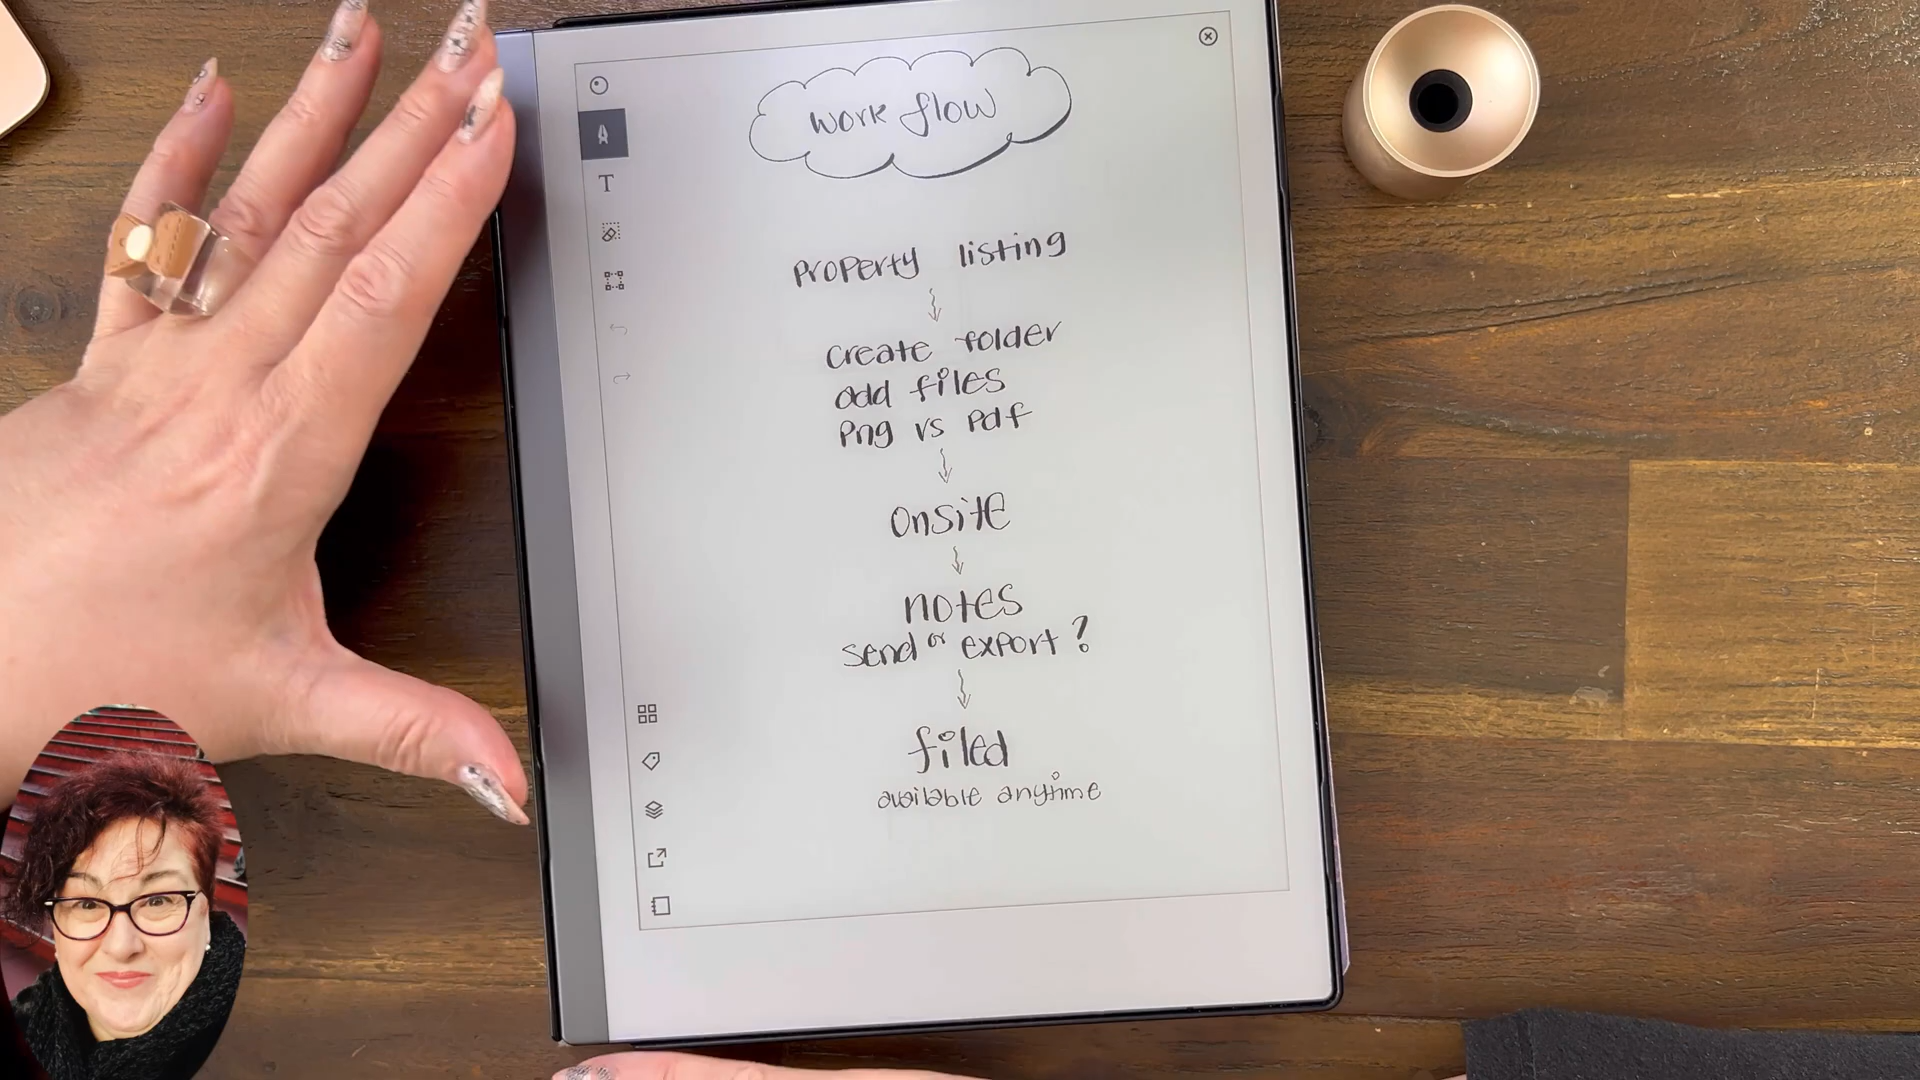 work flow
T
Property listing
create folder
add files
Png vs Pdf
Onsite
notes
send or export?
filed
available anytime